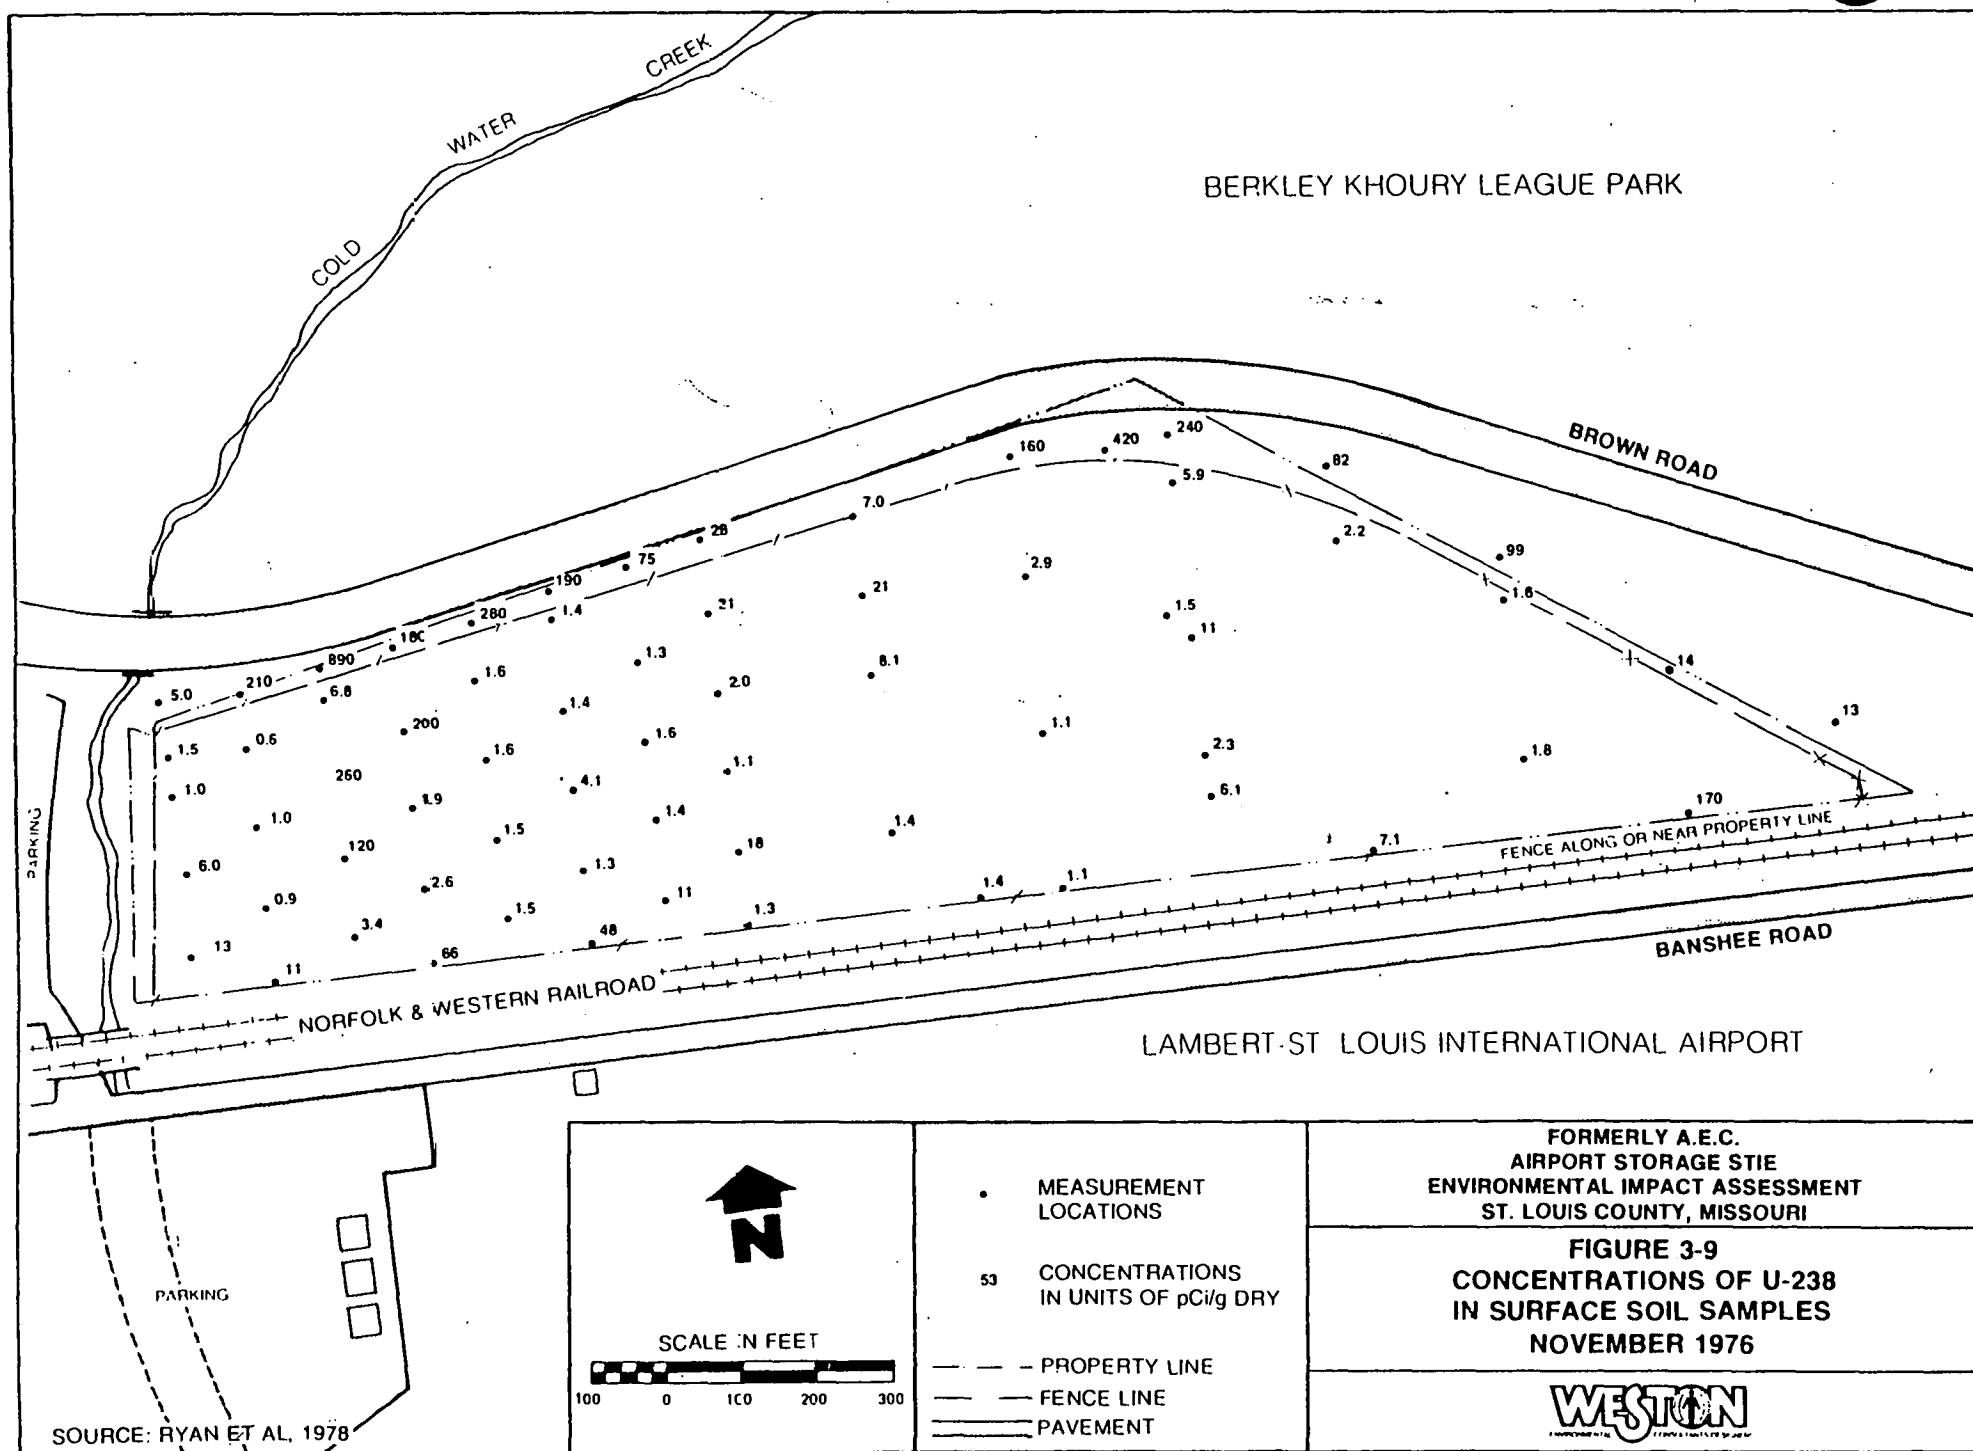 CREEK
WATER
COLD
BERKLEY KHOURY LEAGUE PARK
BROWN ROAD
240
420
160
82
5.9
7.0
2.2
28
99
75
2.9
190
21
21
1.6
280
1.4
1.5
11
890
1.3
14
210
6.8
1.6
8.1
5.0
2.0
13
200
1.4
1.1
0.6
1.6
1.5
1.6
2.3
1.8
260
1.1
4.1
1.0
6.1
1.9
170
1.4
1.0
1.5
1.4
FENCE ALONG OR NEAR PROPERTY LINE
PARKING
120
18
7.1
6.0
1.3
2.6
1.4
1.1
0.9
11
1.5
1.3
3.4
48
13
66
11
BANSHEE ROAD
NORFOLK & WESTERN RAILROAD
LAMBERT-ST LOUIS INTERNATIONAL AIRPORT
PARKING
SOURCE: RYAN ET AL, 1978
N
SCALE IN FEET
100 0 100 200 300
MEASUREMENT
LOCATIONS
53 CONCENTRATIONS
IN UNITS OF pCi/g DRY
PROPERTY LINE
FENCE LINE
PAVEMENT
FORMERLY A.E.C.
AIRPORT STORAGE STIE
ENVIRONMENTAL IMPACT ASSESSMENT
ST. LOUIS COUNTY, MISSOURI
FIGURE 3-9
CONCENTRATIONS OF U-238
IN SURFACE SOIL SAMPLES
NOVEMBER 1976
WESTON